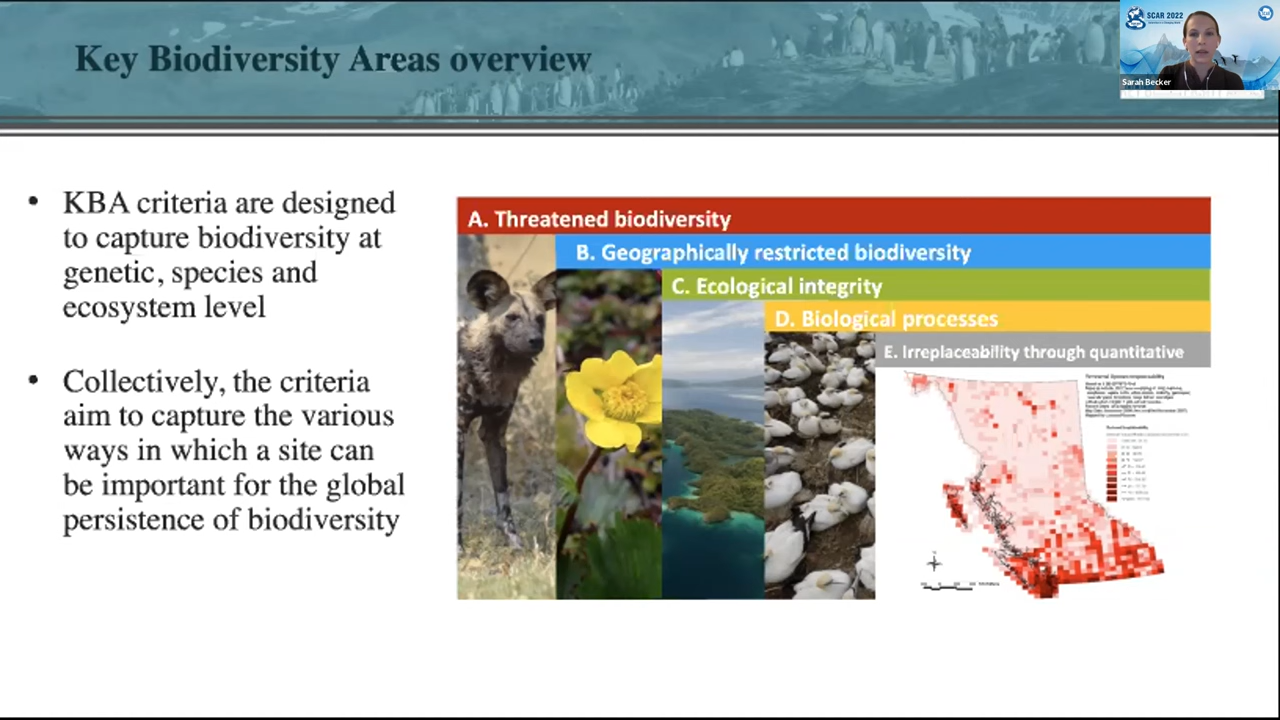 Key Biodiversity Areas overview
SCAR 2022
Sarah Becker
• KBA criteria are designed
to capture biodiversity at
genetic, species and
ecosystem level
• Collectively, the criteria
aim to capture the various
ways in which a site can
be important for the global
persistence of biodiversity
A. Threatened biodiversity
B. Geographically restricted biodiversity
C. Ecological integrity
D. Biological processes
E. Irreplaceability through quantitative